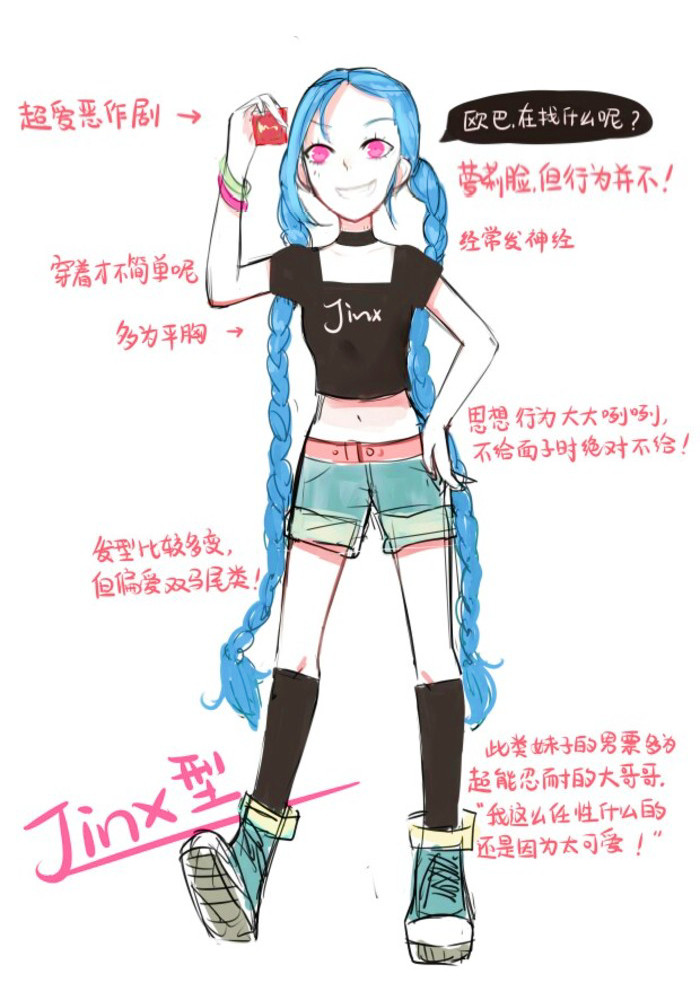 超爱恶作剧 →
欧巴,在找什么呢?
萝莉脸,但行为并不!
经常发神经
穿着才不简单呢
Jinx
多为平胸 →
思想行为大大咧咧,
不给面子时绝对不给!
发型比较多变,
但偏爱双马尾类!
此类妹子的男票多为
超能忍耐的大哥哥.
“我这么任性什么的
还是因为太可爱!”
Jinx型